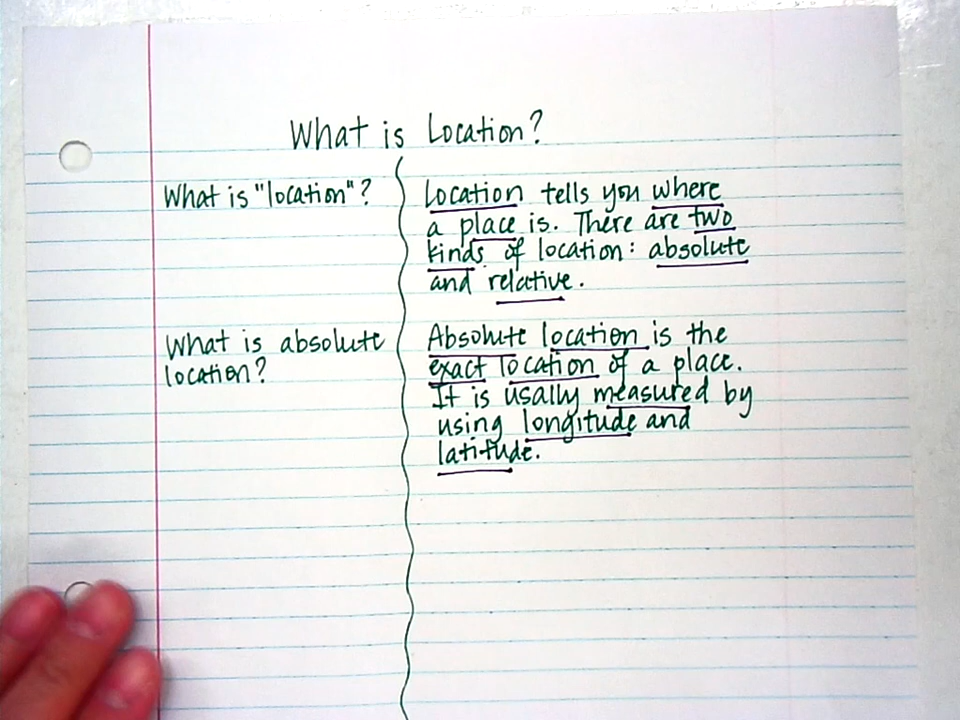 What is Location?
What is "location"?
Location tells you where
a place is. There are two
kinds of location: absolute
and relative.
What is absolute
location?
Absolute location is the
exact location of a place.
It is usally measured by
using longitude and
latitude.